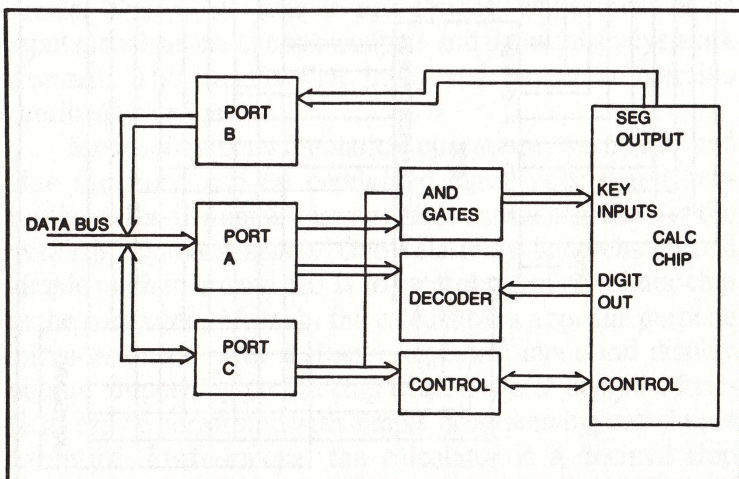 PORT
B
SEG
OUTPUT
AND
GATES
KEY
INPUTS
DATA BUS
PORT
A
CALC
CHIP
DECODER
DIGIT
OUT
PORT
C
CONTROL
CONTROL